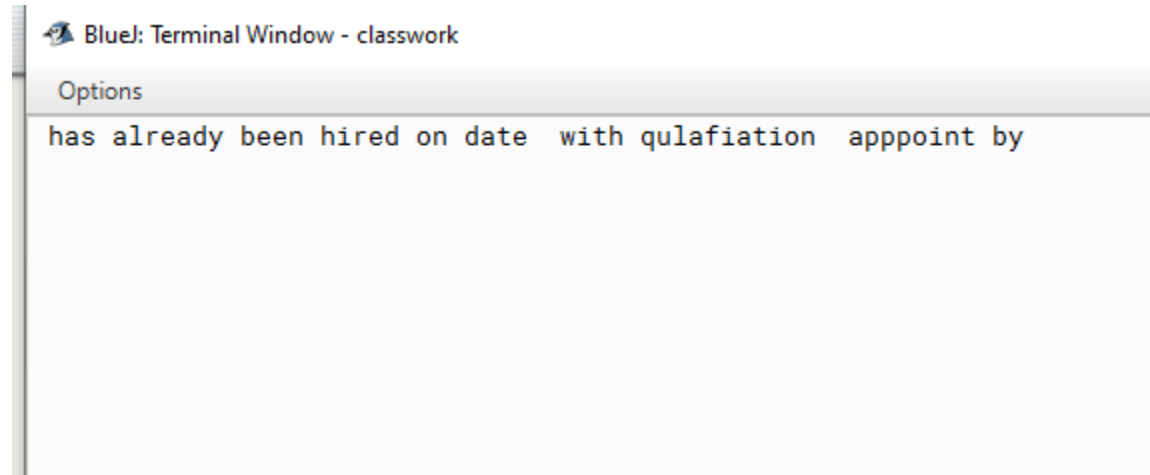 BlueJ: Terminal Window - classwork
Options
has already been hired on date  with qulafiation  apppoint by